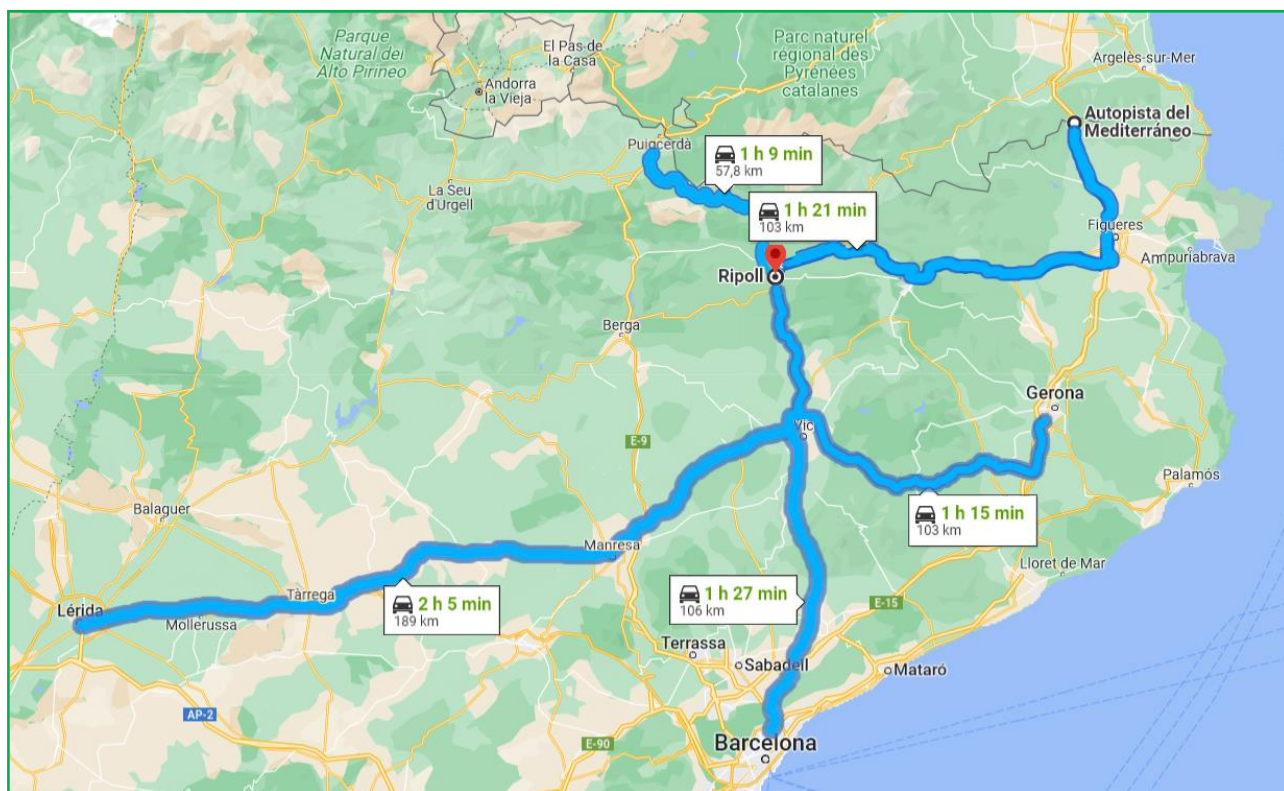 Parque
Natural del
Alto Pirineo
El Pas de
la Casa
Andorra
la Vieja
Parc naturel
régional des
Pyrénées
catalanes
Argeles-sur-Mer
Autopista del
Mediterráneo
Puigcerdà
1 h 9 min
57,8 km
La Seu
d'Urgell
1 h 21 min
103 km
Figueres
Ampuriabrava
Ripoll
Berga
Gerona
Vic
E-9
Palamós
Balaguer
1 h 15 min
103 km
Manresa
Lloret de Mar
Lérida
Tàrrega
Mollerussa
2 h 5 min
189 km
1 h 27 min
106 km
E-15
Terrassa
Sabadell
Mataró
AP-2
E-90
Barcelona